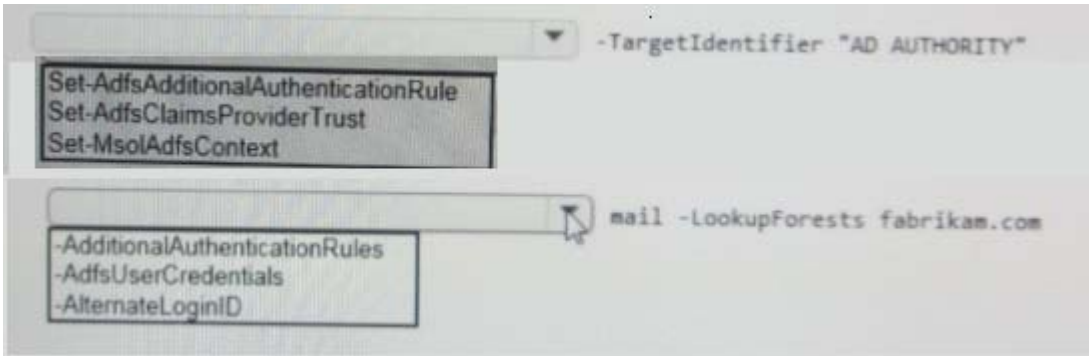 -TargetIdentifier "AD AUTHORITY"
Set-AdfsAdditionalAuthenticationRule
Set-AdfsClaimsProviderTrust
Set-MsolAdfsContext
mail -LookupForests fabrikam.com
-AdditionalAuthenticationRules
-AdfsUserCredentials
-AlternateLoginID